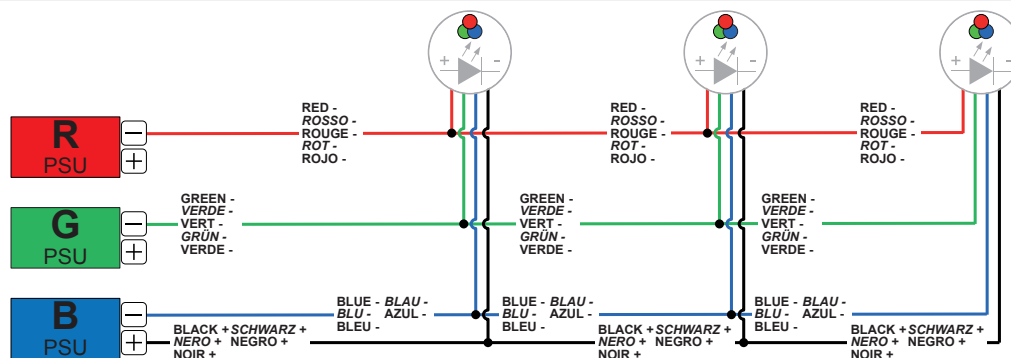 + -
+ -
+ -
R
PSU
-
+
RED -
ROSSO -
ROUGE -
ROT -
ROJO -
RED -
ROSSO -
ROUGE -
ROT -
ROJO -
RED -
ROSSO -
ROUGE -
ROT -
ROJO -
G
PSU
-
+
GREEN -
VERDE -
VERT -
GRÜN -
VERDE -
GREEN -
VERDE -
VERT -
GRÜN -
VERDE -
GREEN -
VERDE -
VERT -
GRÜN -
VERDE -
B
PSU
-
+
BLUE - BLAU -
BLU - AZUL -
BLEU -
BLUE - BLAU -
BLU - AZUL -
BLEU -
BLUE - BLAU -
BLU - AZUL -
BLEU -
BLACK + SCHWARZ +
NERO + NEGRO +
NOIR +
BLACK + SCHWARZ +
NERO + NEGRO +
NOIR +
BLACK + SCHWARZ +
NERO + NEGRO +
NOIR +